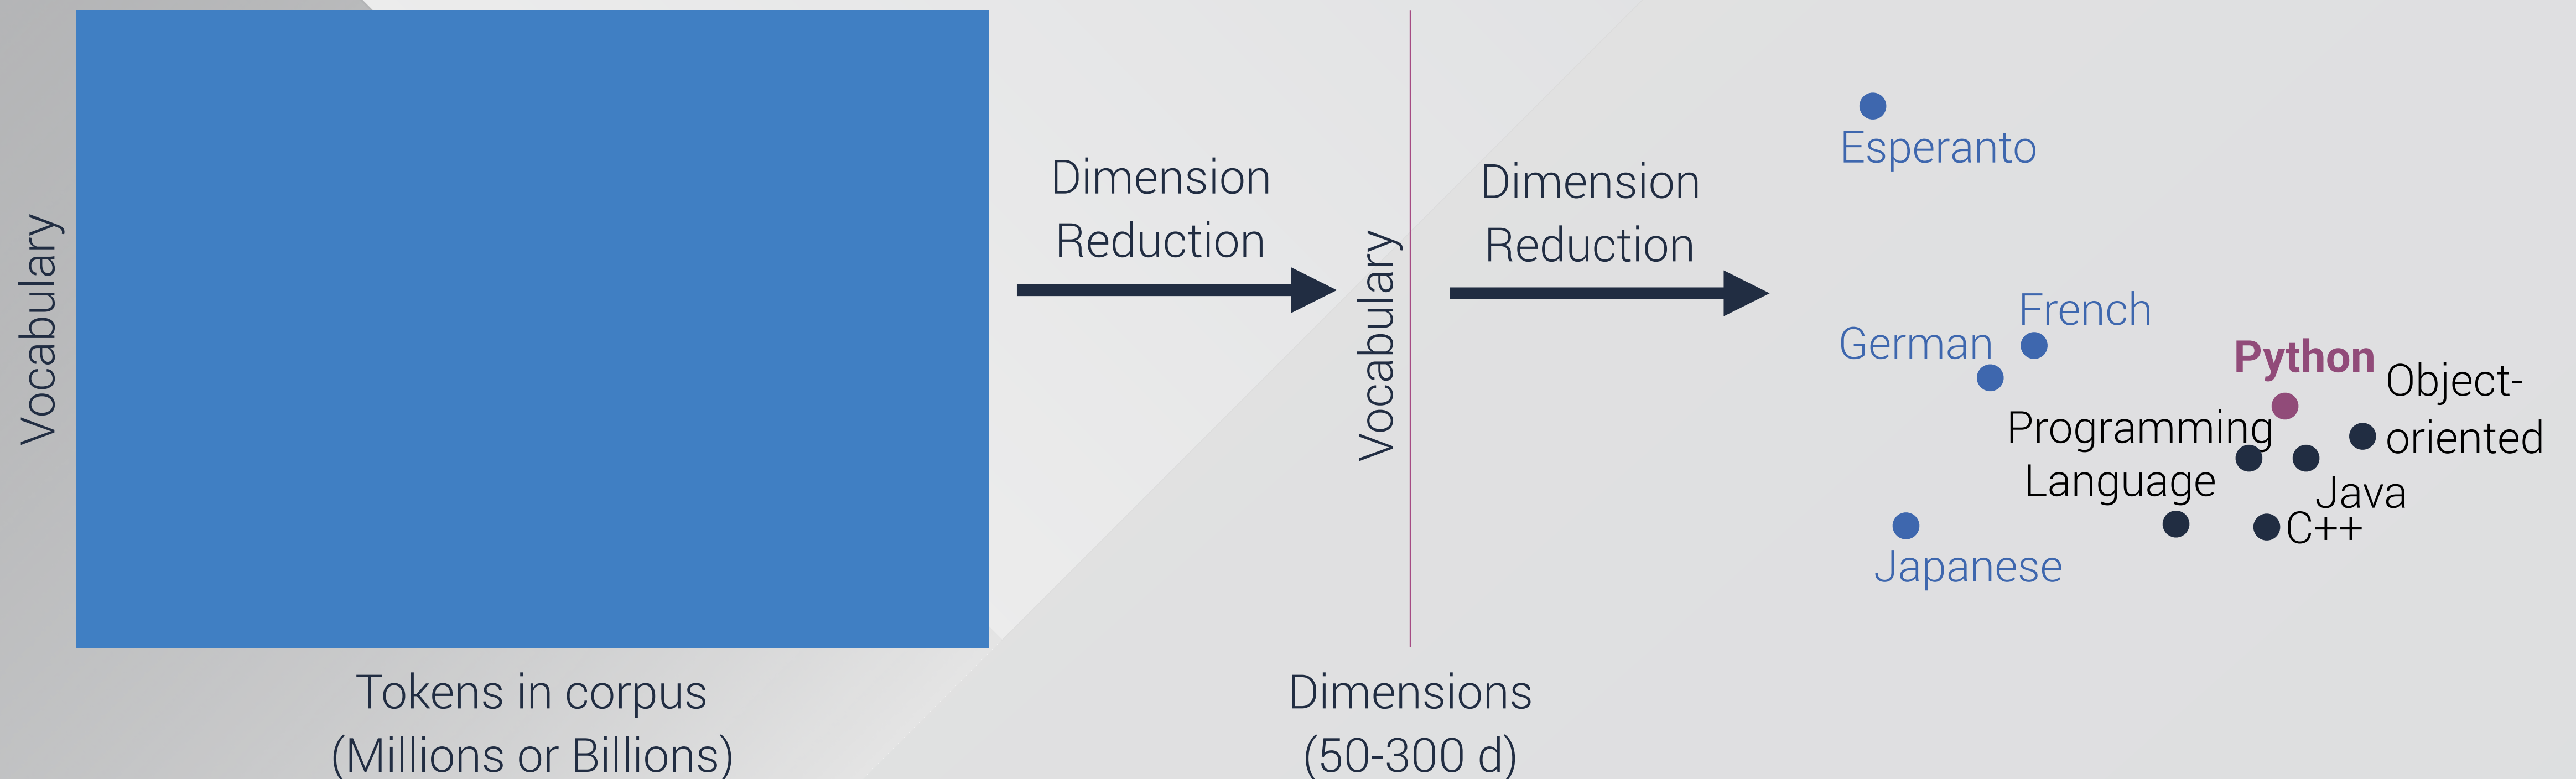 Vocabulary
Tokens in corpus
(Millions or Billions)
Dimension
Reduction
Vocabulary
Dimensions
(50-300 d)
Dimension
Reduction
Esperanto
French
German
Python
Object-
oriented
Programming
Language
Java
C++
Japanese